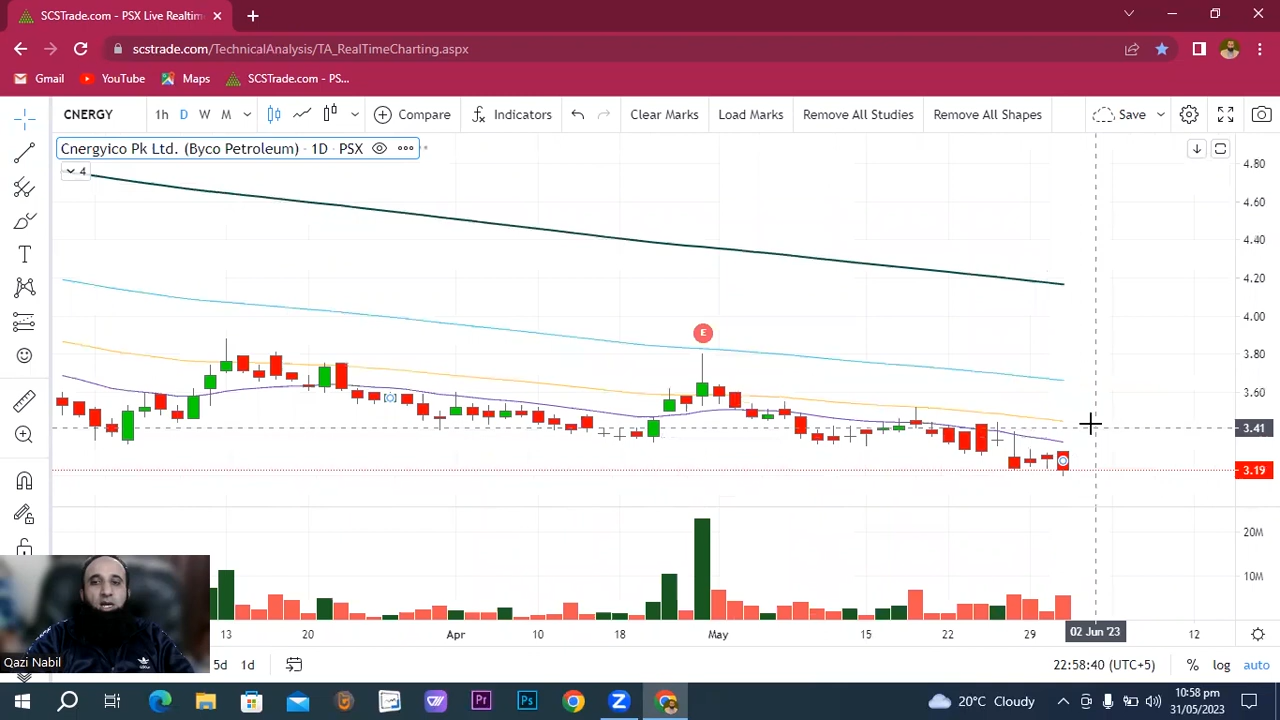 SCSTrade.com - PSX Live Realtim
scstrade.com/TechnicalAnalysis/TA_RealTimeCharting.aspx
Gmail YouTube Maps SCSTrade.com - PS...
CNERGY 1h D W M Compare Indicators Clear Marks Load Marks Remove All Studies Remove All Shapes Save
Cnergyico Pk Ltd. (Byco Petroleum) · 1D · PSX
4
4.80
4.60
4.40
4.20
4.00
3.80
3.60
3.41
3.19
E
20M
10M
13 20 Apr 10 18 May 15 22 29 02 Jun '23 12
Qazi Nabil
5d 1d 22:58:40 (UTC+5) % log auto
20°C Cloudy
10:58 pm
31/05/2023